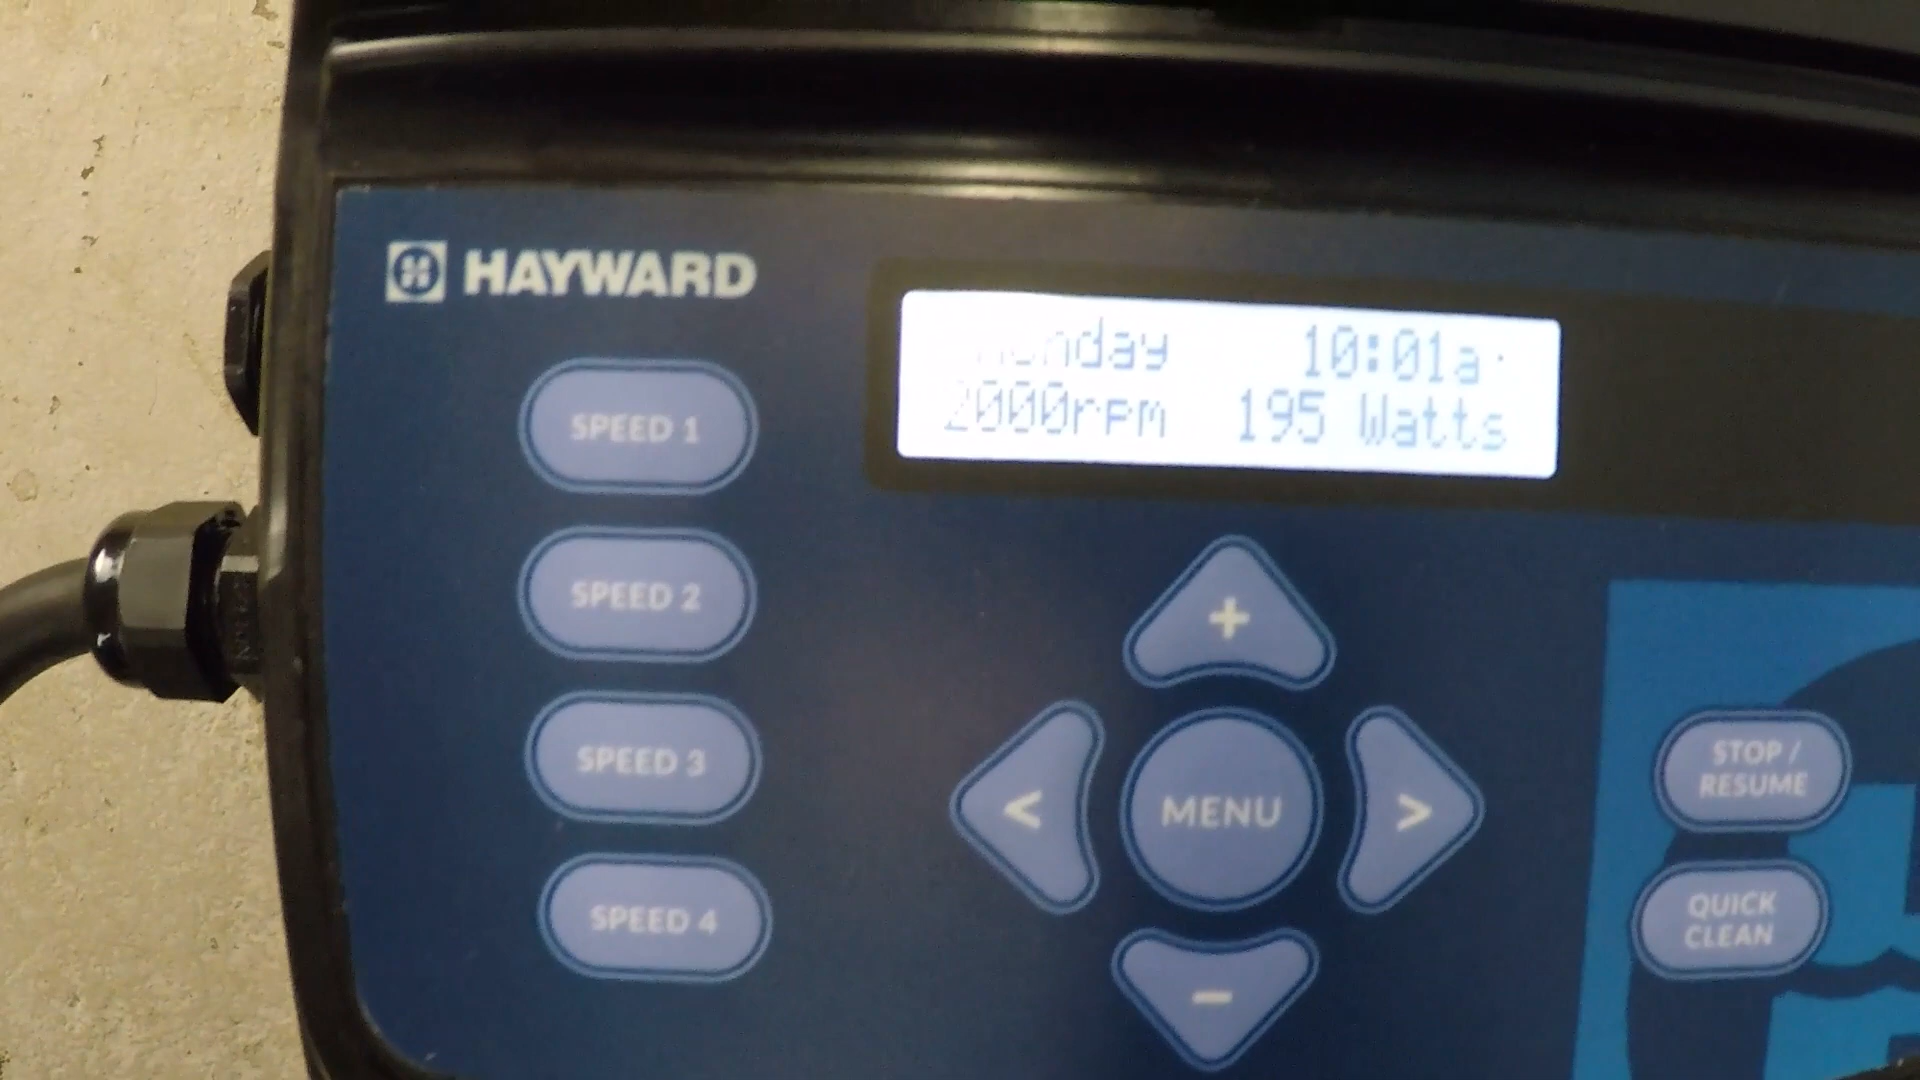 HAYWARD
Monday 10:01a
2000rpm 195 Watts
SPEED 1
SPEED 2
SPEED 3
SPEED 4
+
<
MENU
>
-
STOP /
RESUME
QUICK
CLEAN